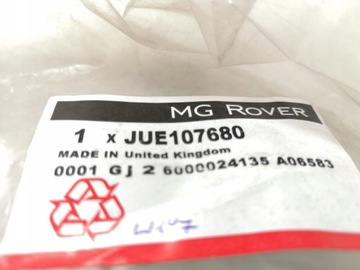 MG ROVER
1 x JUE107680
MADE IN United Kingdom
0001 GJ 2 6000024135 A06583